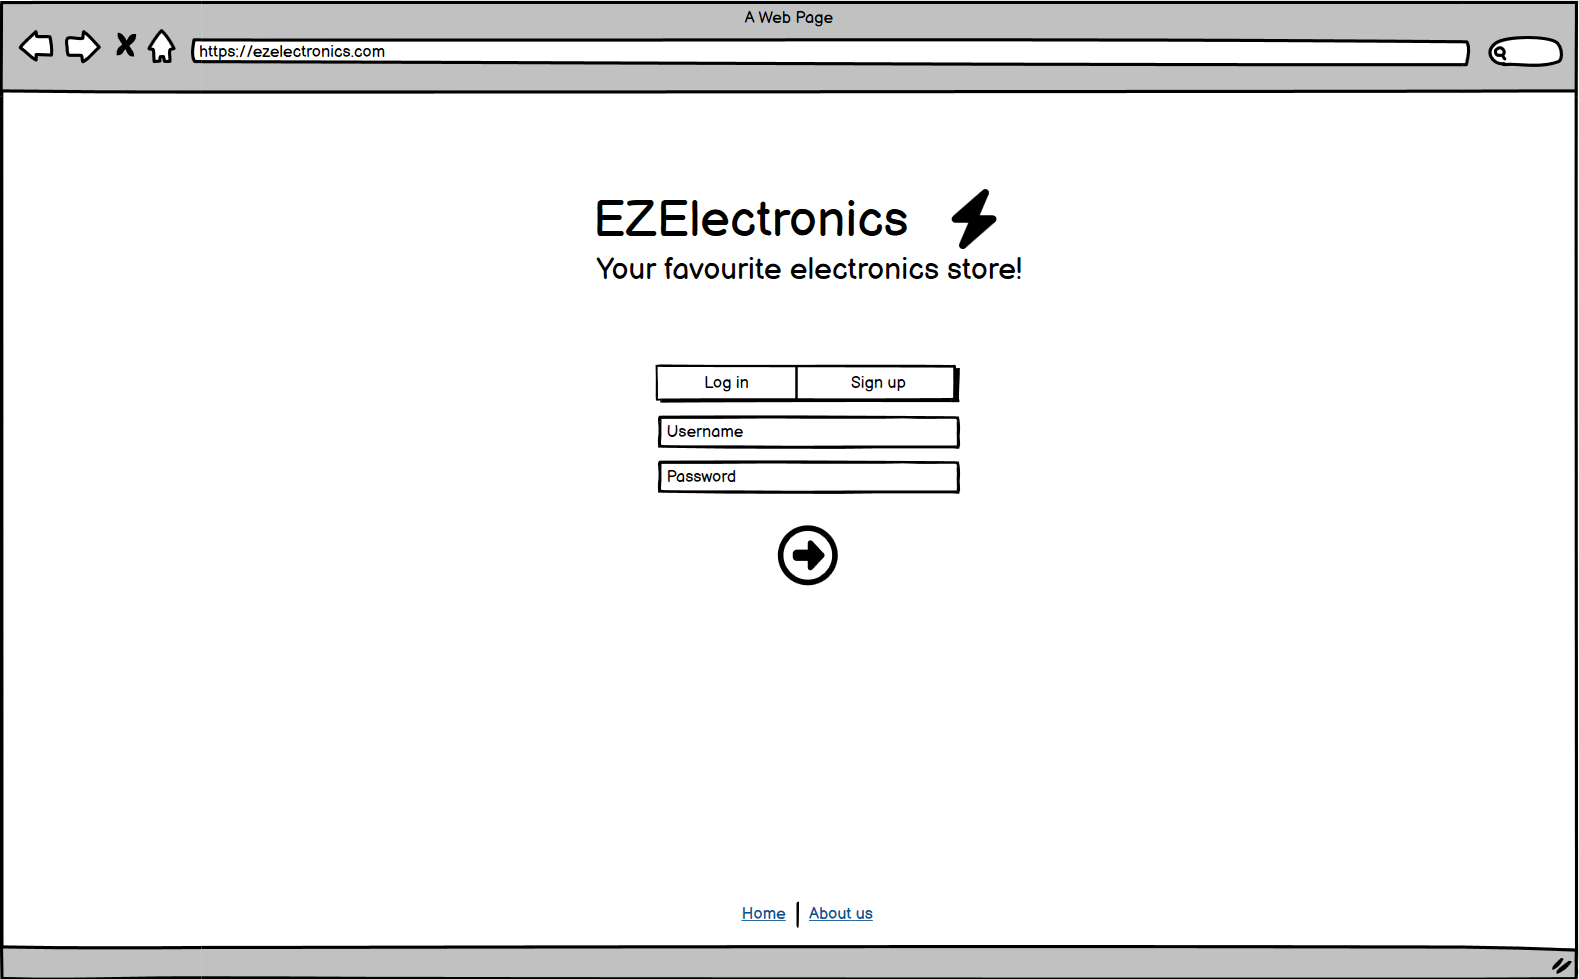 A Web Page
https://ezelectronics.com
EZElectronics
Your favourite electronics store!
Log in
Sign up
Username
Password
Home
About us